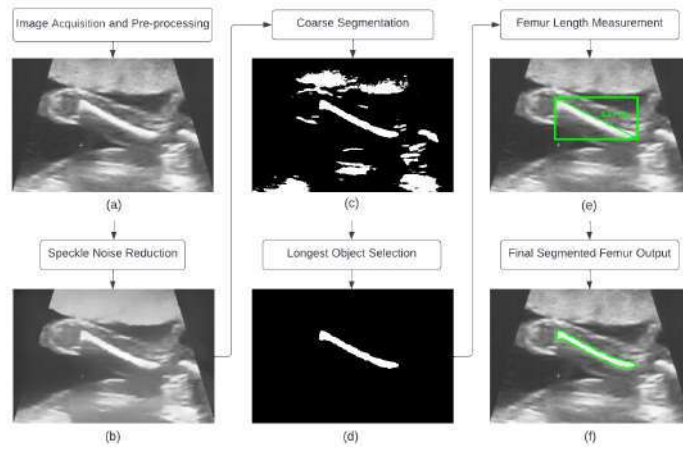 Image Acquisition and Pre-processing
(a)
Speckle Noise Reduction
(b)
Coarse Segmentation
(c)
Longest Object Selection
(d)
Femur Length Measurement
(e)
Final Segmented Femur Output
(f)